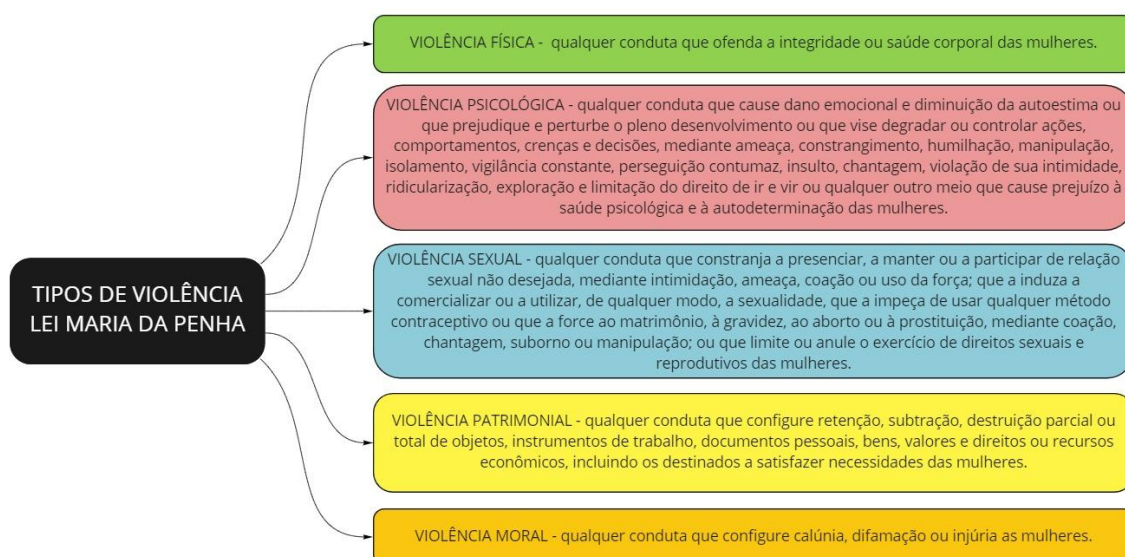 TIPOS DE VIOLÊNCIA
LEI MARIA DA PENHA
VIOLÊNCIA FÍSICA - qualquer conduta que ofenda a integridade ou saúde corporal das mulheres.
VIOLÊNCIA PSICOLÓGICA - qualquer conduta que cause dano emocional e diminuição da autoestima ou
que prejudique e perturbe o pleno desenvolvimento ou que vise degradar ou controlar ações,
comportamentos, crenças e decisões, mediante ameaça, constrangimento, humilhação, manipulação,
isolamento, vigilância constante, perseguição contumaz, insulto, chantagem, violação de sua intimidade,
ridicularização, exploração e limitação do direito de ir e vir ou qualquer outro meio que cause prejuízo à
saúde psicológica e à autodeterminação das mulheres.
VIOLÊNCIA SEXUAL - qualquer conduta que constranja a presenciar, a manter ou a participar de relação
sexual não desejada, mediante intimidação, ameaça, coação ou uso da força; que a induza a
comercializar ou a utilizar, de qualquer modo, a sexualidade, que a impeça de usar qualquer método
contraceptivo ou que a force ao matrimônio, à gravidez, ao aborto ou à prostituição, mediante coação,
chantagem, suborno ou manipulação; ou que limite ou anule o exercício de direitos sexuais e
reprodutivos das mulheres.
VIOLÊNCIA PATRIMONIAL - qualquer conduta que configure retenção, subtração, destruição parcial ou
total de objetos, instrumentos de trabalho, documentos pessoais, bens, valores e direitos ou recursos
econômicos, incluindo os destinados a satisfazer necessidades das mulheres.
VIOLÊNCIA MORAL - qualquer conduta que configure calúnia, difamação ou injúria as mulheres.